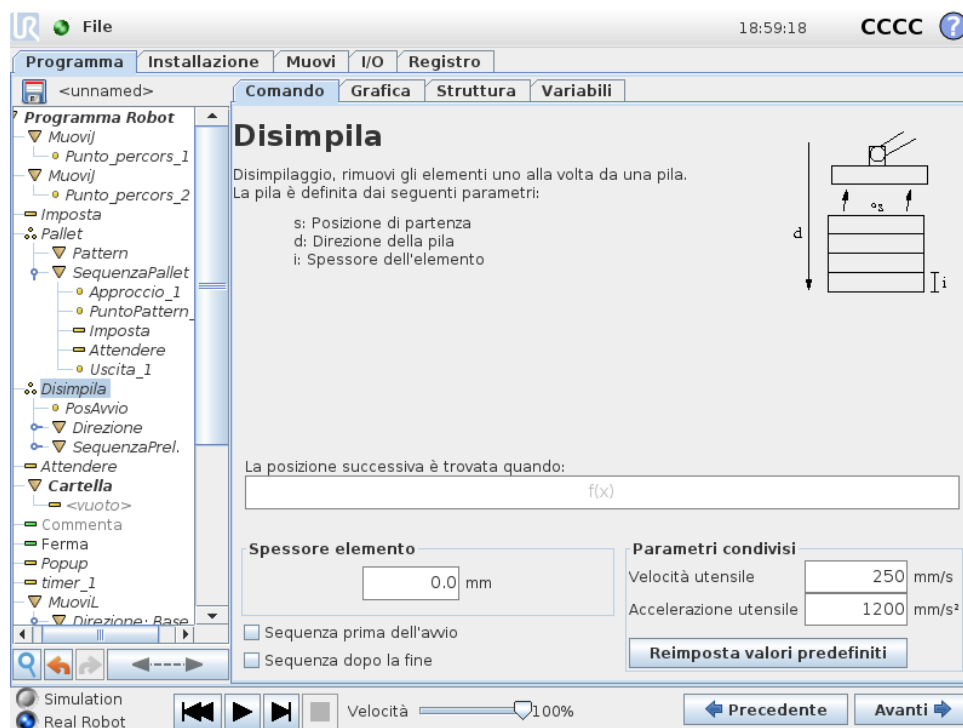 UR File 18:59:18 CCCC ?
Programma Installazione Muovi I/O Registro
<unnamed>
Comando Grafica Struttura Variabili
Programma Robot
MuoviJ
Punto_percors_1
MuoviJ
Punto_percors_2
Imposta
Pallet
Pattern
SequenzaPallet
Approccio_1
PuntoPattern_
Imposta
Attendere
Uscita_1
Disimpila
PosAvvio
Direzione
SequenzaPrel.
Attendere
Cartella
<vuoto>
Commenta
Ferma
Popup
timer_1
MuoviL
Direzione: Base
Disimpila
Disimpilaggio, rimuovi gli elementi uno alla volta da una pila.
La pila è definita dai seguenti parametri:
s: Posizione di partenza
d: Direzione della pila
i: Spessore dell'elemento
s
d
i
La posizione successiva è trovata quando:
f(x)
Spessore elemento
0.0 mm
Sequenza prima dell'avvio
Sequenza dopo la fine
Parametri condivisi
Velocità utensile 250 mm/s
Accelerazione utensile 1200 mm/s²
Reimposta valori predefiniti
Simulation
Real Robot
Velocità 100%
Precedente Avanti